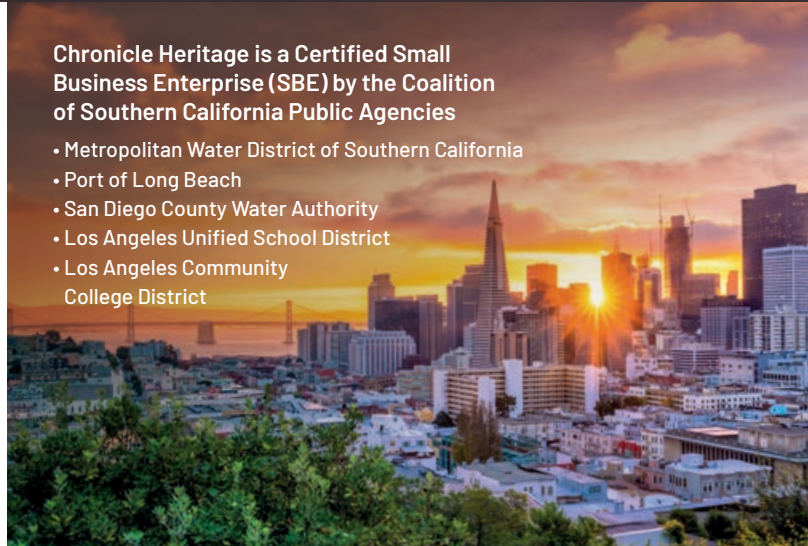 Chronicle Heritage is a Certified Small
Business Enterprise (SBE) by the Coalition
of Southern California Public Agencies
• Metropolitan Water District of Southern California
• Port of Long Beach
• San Diego County Water Authority
• Los Angeles Unified School District
• Los Angeles Community
College District